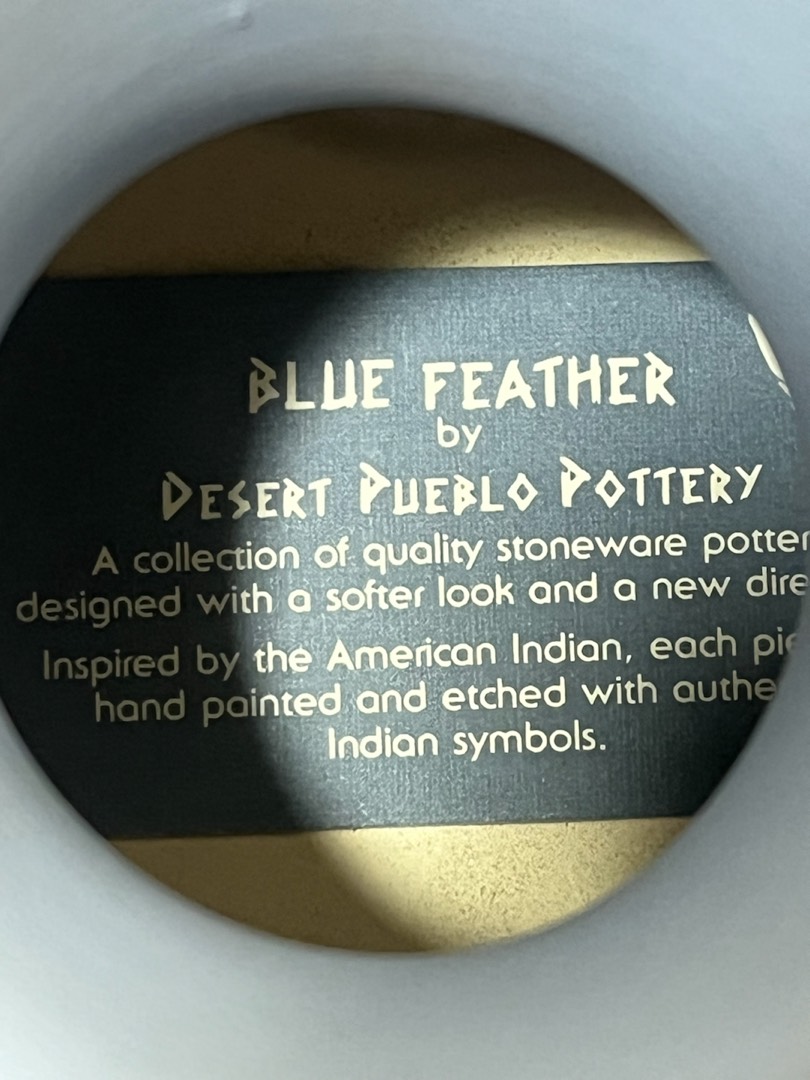 BLUE FEATHER
by
DESERT PUEBLO POTTERY
A collection of quality stoneware
designed with a softer look and a new
Inspired by the American Indian, each
hand painted and etched with
Indian symbols.